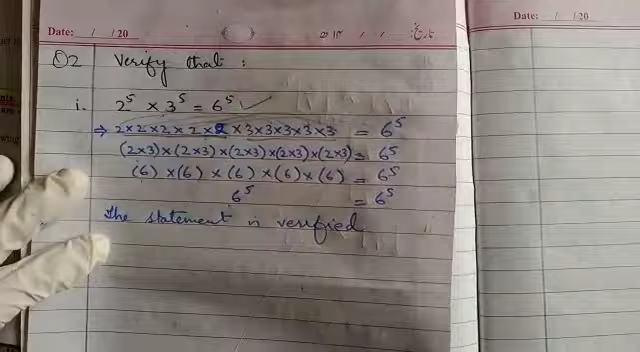 Date: / / 20
تاریخ: / / ۲۰ء
Date: / / 20
Q2 Verify that :
i. 2⁵ × 3⁵ = 6⁵ ✓
⇒ 2×2×2×2×2×3×3×3×3×3 = 6⁵
(2×3)×(2×3)×(2×3)×(2×3)×(2×3) = 6⁵
(6)×(6)×(6)×(6)×(6) = 6⁵
6⁵ = 6⁵
The statement is verified